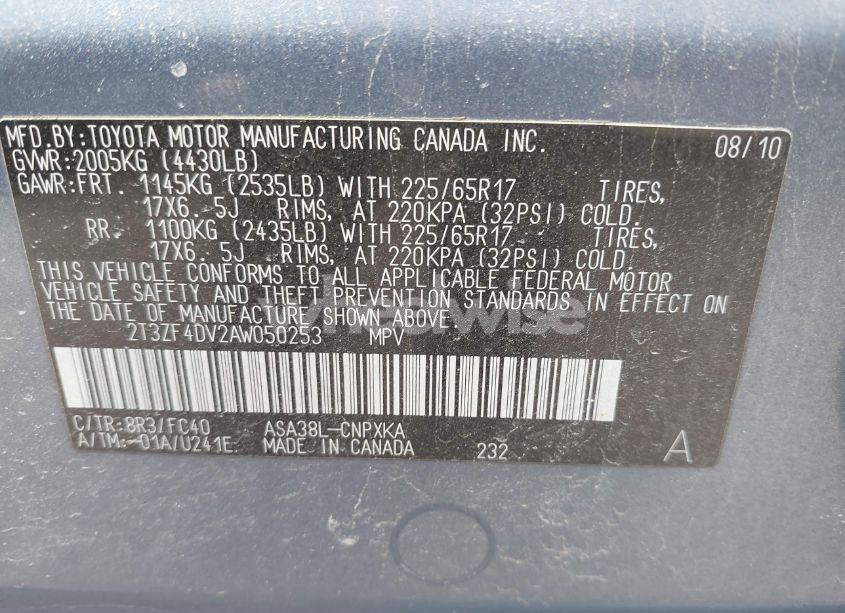 MFD.BY:TOYOTA MOTOR MANUFACTURING CANADA INC. 08/10
GVWR:2005KG (4430LB)
GAWR:FRT. 1145KG (2535LB) WITH 225/65R17 TIRES,
17X6.5J RIMS, AT 220KPA (32PSI) COLD.
RR. 1100KG (2435LB) WITH 225/65R17 TIRES,
17X6.5J RIMS, AT 220KPA (32PSI) COLD.
THIS VEHICLE CONFORMS TO ALL APPLICABLE FEDERAL MOTOR
VEHICLE SAFETY AND THEFT PREVENTION STANDARDS IN EFFECT ON
THE DATE OF MANUFACTURE SHOWN ABOVE.
2T3ZF4DV2AW050253 MPV
C/TR:8R3/FC40 ASA38L-CNPXKA
A/TM:-01A/U241E MADE IN CANADA 232 A